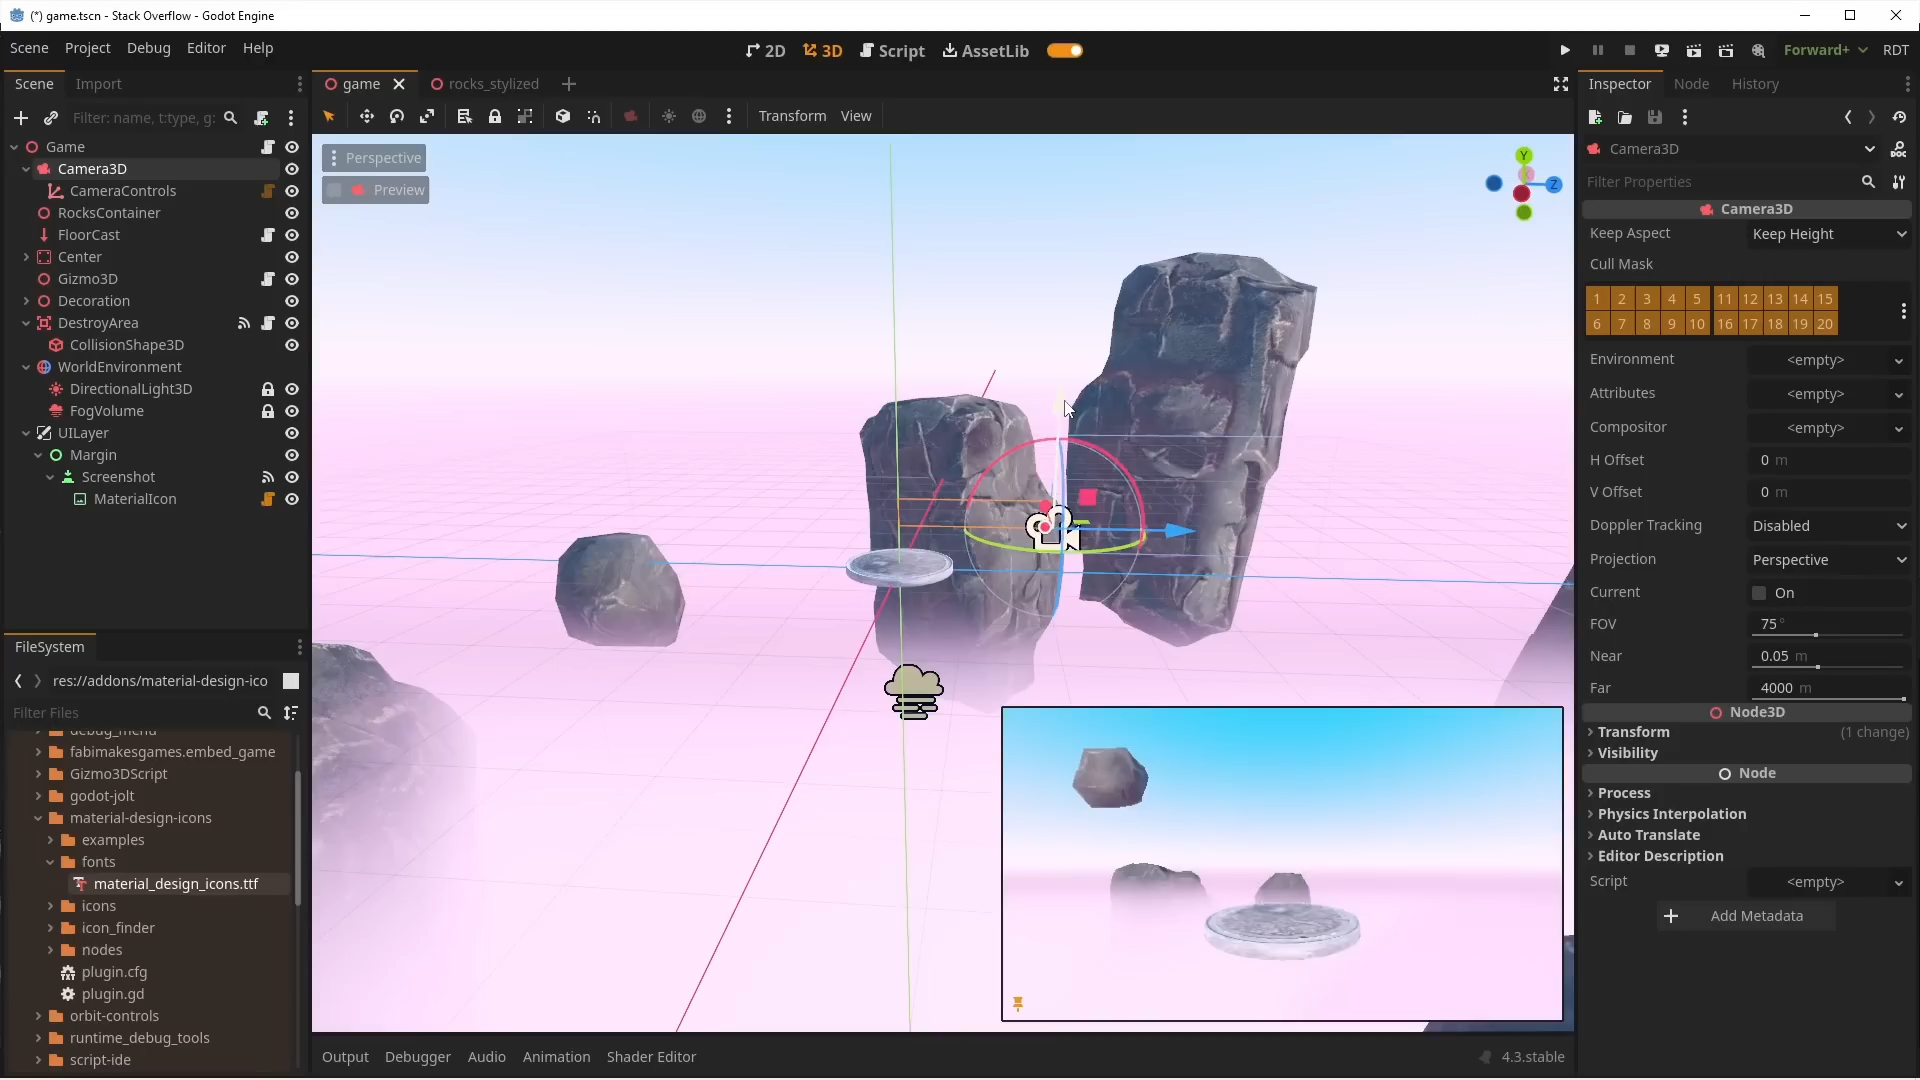 (*) game.tscn - Stack Overflow - Godot Engine
Scene Project Debug Editor Help
2D 3D Script AssetLib
Forward+ RDT
Scene Import
Filter: name, t:type, g:
Game
Camera3D
CameraControls
RocksContainer
FloorCast
Center
Gizmo3D
Decoration
DestroyArea
CollisionShape3D
WorldEnvironment
DirectionalLight3D
FogVolume
UILayer
Margin
Screenshot
MaterialIcon
FileSystem
res://addons/material-design-ico
Filter Files
debug_menu
fabimakesgames.embed_game
Gizmo3DScript
godot-jolt
material-design-icons
examples
fonts
material_design_icons.ttf
icons
icon_finder
nodes
plugin.cfg
plugin.gd
orbit-controls
runtime_debug_tools
script-ide
game rocks_stylized
Transform View
Perspective
Preview
Y
Z
Output Debugger Audio Animation Shader Editor
4.3.stable
Inspector Node History
Camera3D
Filter Properties
Camera3D
Keep Aspect Keep Height
Cull Mask
1 2 3 4 5 11 12 13 14 15
6 7 8 9 10 16 17 18 19 20
Environment <empty>
Attributes <empty>
Compositor <empty>
H Offset 0 m
V Offset 0 m
Doppler Tracking Disabled
Projection Perspective
Current On
FOV 75 °
Near 0.05 m
Far 4000 m
Node3D
Transform (1 change)
Visibility
Node
Process
Physics Interpolation
Auto Translate
Editor Description
Script <empty>
Add Metadata